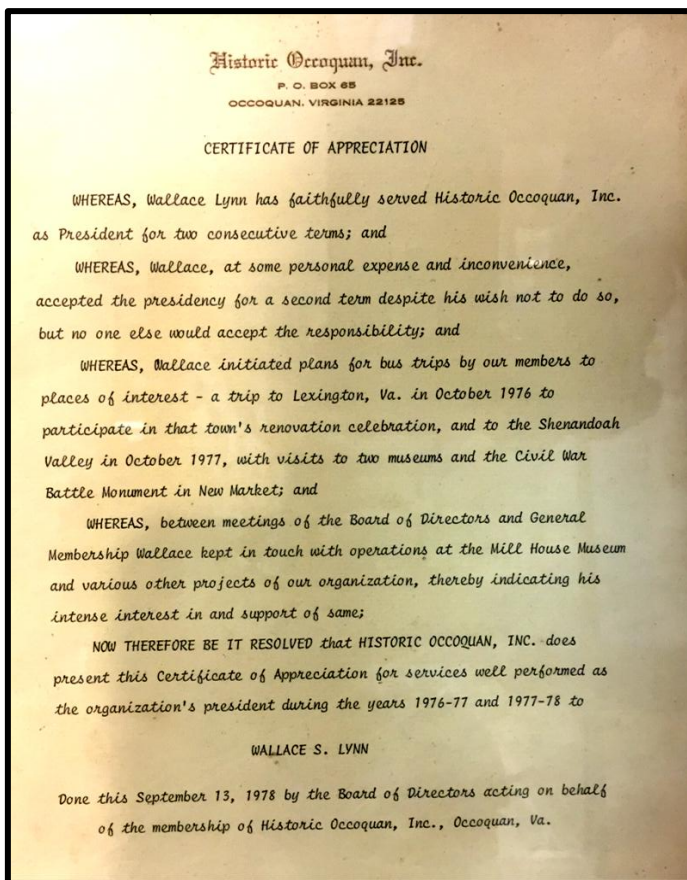 Historic Occoquan, Inc.
P. O. BOX 65
OCCOQUAN, VIRGINIA 22125
CERTIFICATE OF APPRECIATION
WHEREAS, Wallace Lynn has faithfully served Historic Occoquan, Inc.
as President for two consecutive terms; and
WHEREAS, Wallace, at some personal expense and inconvenience,
accepted the presidency for a second term despite his wish not to do so,
but no one else would accept the responsibility; and
WHEREAS, Wallace initiated plans for bus trips by our members to
places of interest - a trip to Lexington, Va. in October 1976 to
participate in that town's renovation celebration, and to the Shenandoah
Valley in October 1977, with visits to two museums and the Civil War
Battle Monument in New Market; and
WHEREAS, between meetings of the Board of Directors and General
Membership Wallace kept in touch with operations at the Mill House Museum
and various other projects of our organization, thereby indicating his
intense interest in and support of same;
NOW THEREFORE BE IT RESOLVED that HISTORIC OCCOQUAN, INC. does
present this Certificate of Appreciation for services well performed as
the organization's president during the years 1976-77 and 1977-78 to
WALLACE S. LYNN
Done this September 13, 1978 by the Board of Directors acting on behalf
of the membership of Historic Occoquan, Inc., Occoquan, Va.